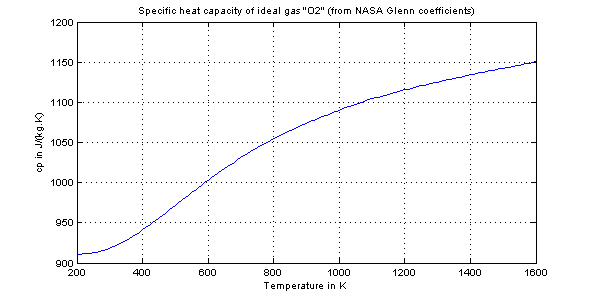 Specific heat capacity of ideal gas "O2" (from NASA Glenn coefficients)
1200
1150
1100
1050
1000
950
900
cp in J/(kg.K)
200 400 600 800 1000 1200 1400 1600
Temperature in K